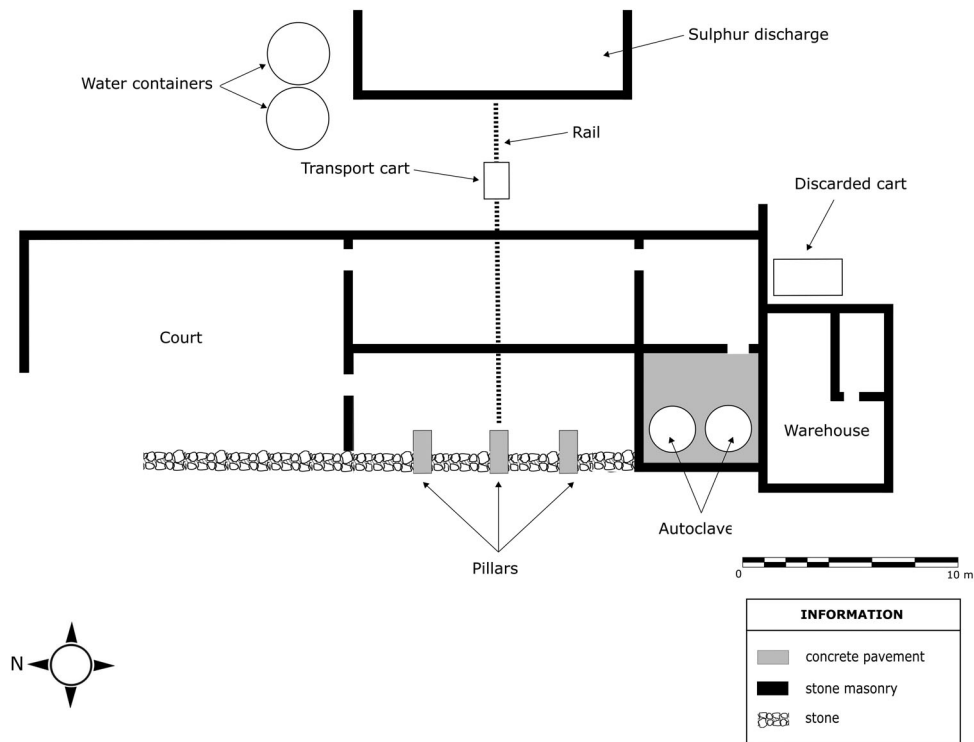 Sulphur discharge
Water containers
Rail
Transport cart
Discarded cart
Court
Warehouse
Autoclave
Pillars
0 10 m
N
INFORMATION
concrete pavement
stone masonry
stone